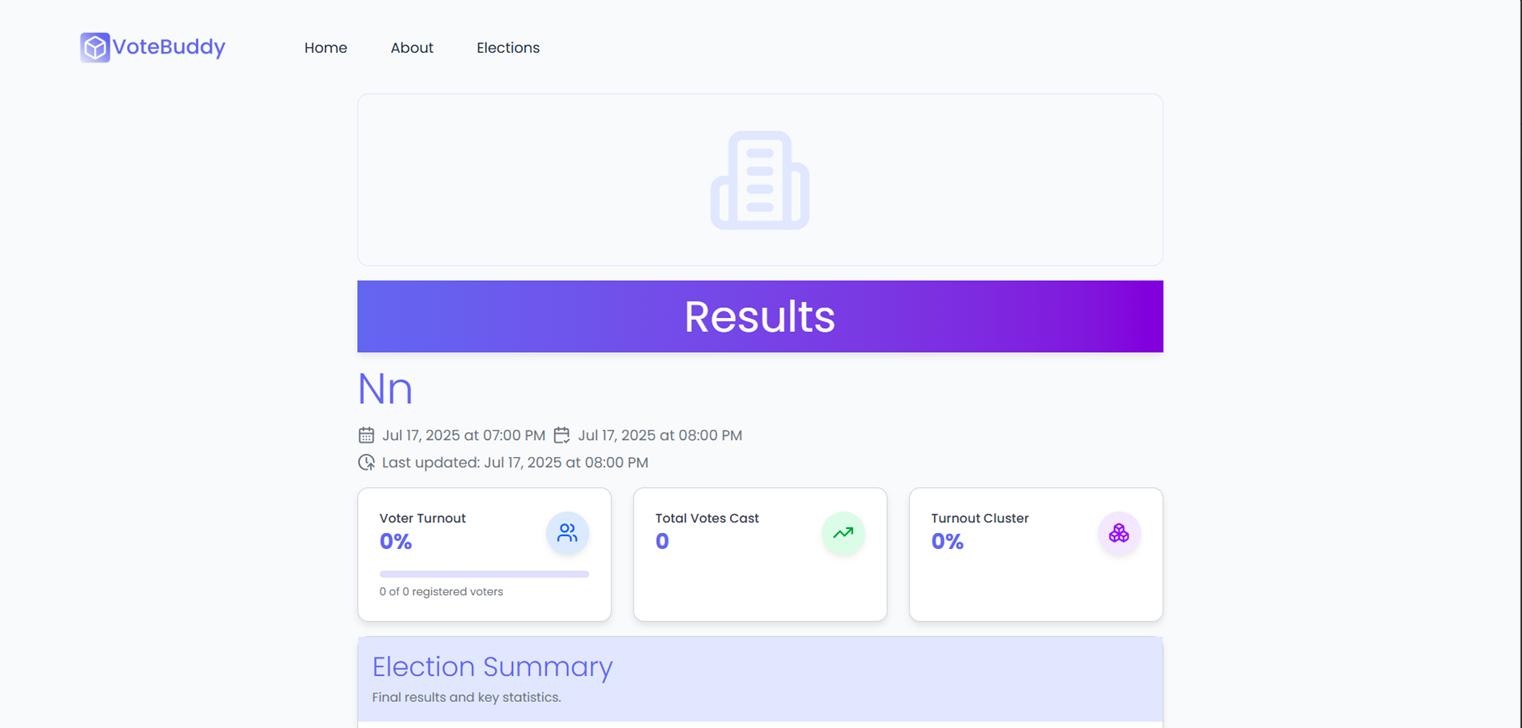 VoteBuddy
Home About Elections
Results
Nn
Jul 17, 2025 at 07:00 PM Jul 17, 2025 at 08:00 PM
Last updated: Jul 17, 2025 at 08:00 PM
Voter Turnout
0%
0 of 0 registered voters
Total Votes Cast
0
Turnout Cluster
0%
Election Summary
Final results and key statistics.